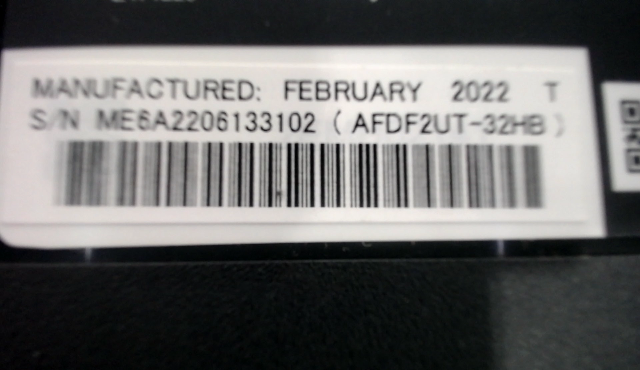 MANUFACTURED: FEBRUARY 2022 T
S/N ME6A2206133102 ( AFDF2UT-32HB )